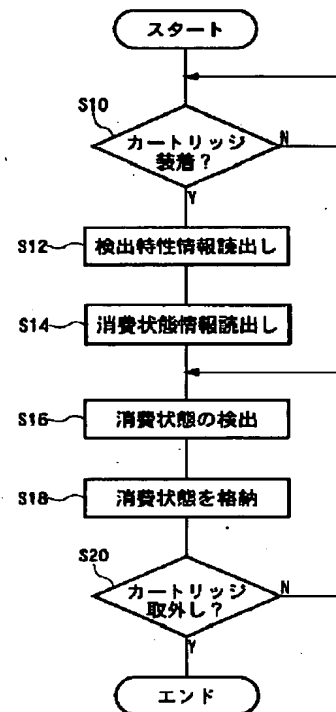 スタート
S10
カートリッジ
装着？
N
Y
S12
検出特性情報読出し
S14
消費状態情報読出し
S16
消費状態の検出
S18
消費状態を格納
S20
カートリッジ
取外し？
N
Y
エンド